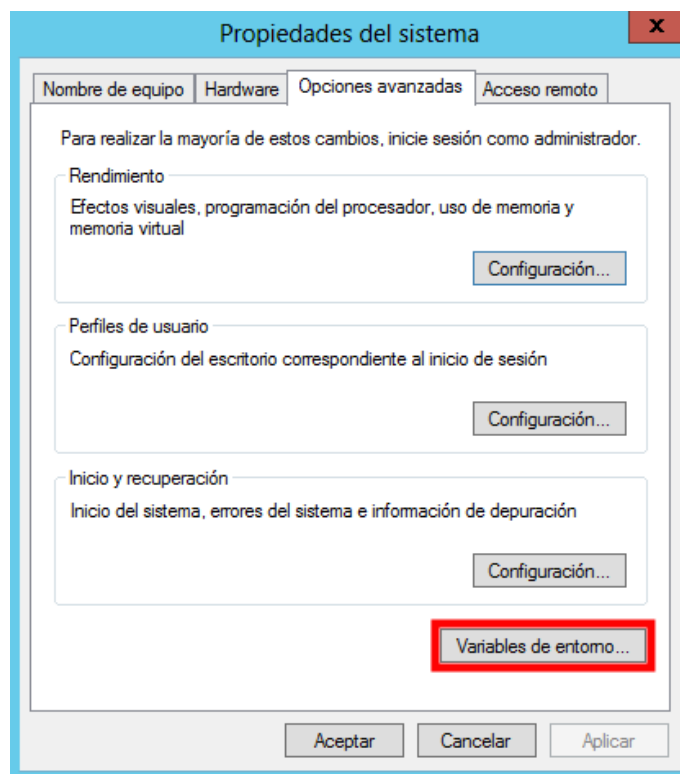 Propiedades del sistema
x
Nombre de equipo Hardware Opciones avanzadas Acceso remoto
Para realizar la mayoría de estos cambios, inicie sesión como administrador.
Rendimiento
Efectos visuales, programación del procesador, uso de memoria y
memoria virtual
Configuración...
Perfiles de usuario
Configuración del escritorio correspondiente al inicio de sesión
Configuración...
Inicio y recuperación
Inicio del sistema, errores del sistema e información de depuración
Configuración...
Variables de entorno...
Aceptar Cancelar Aplicar